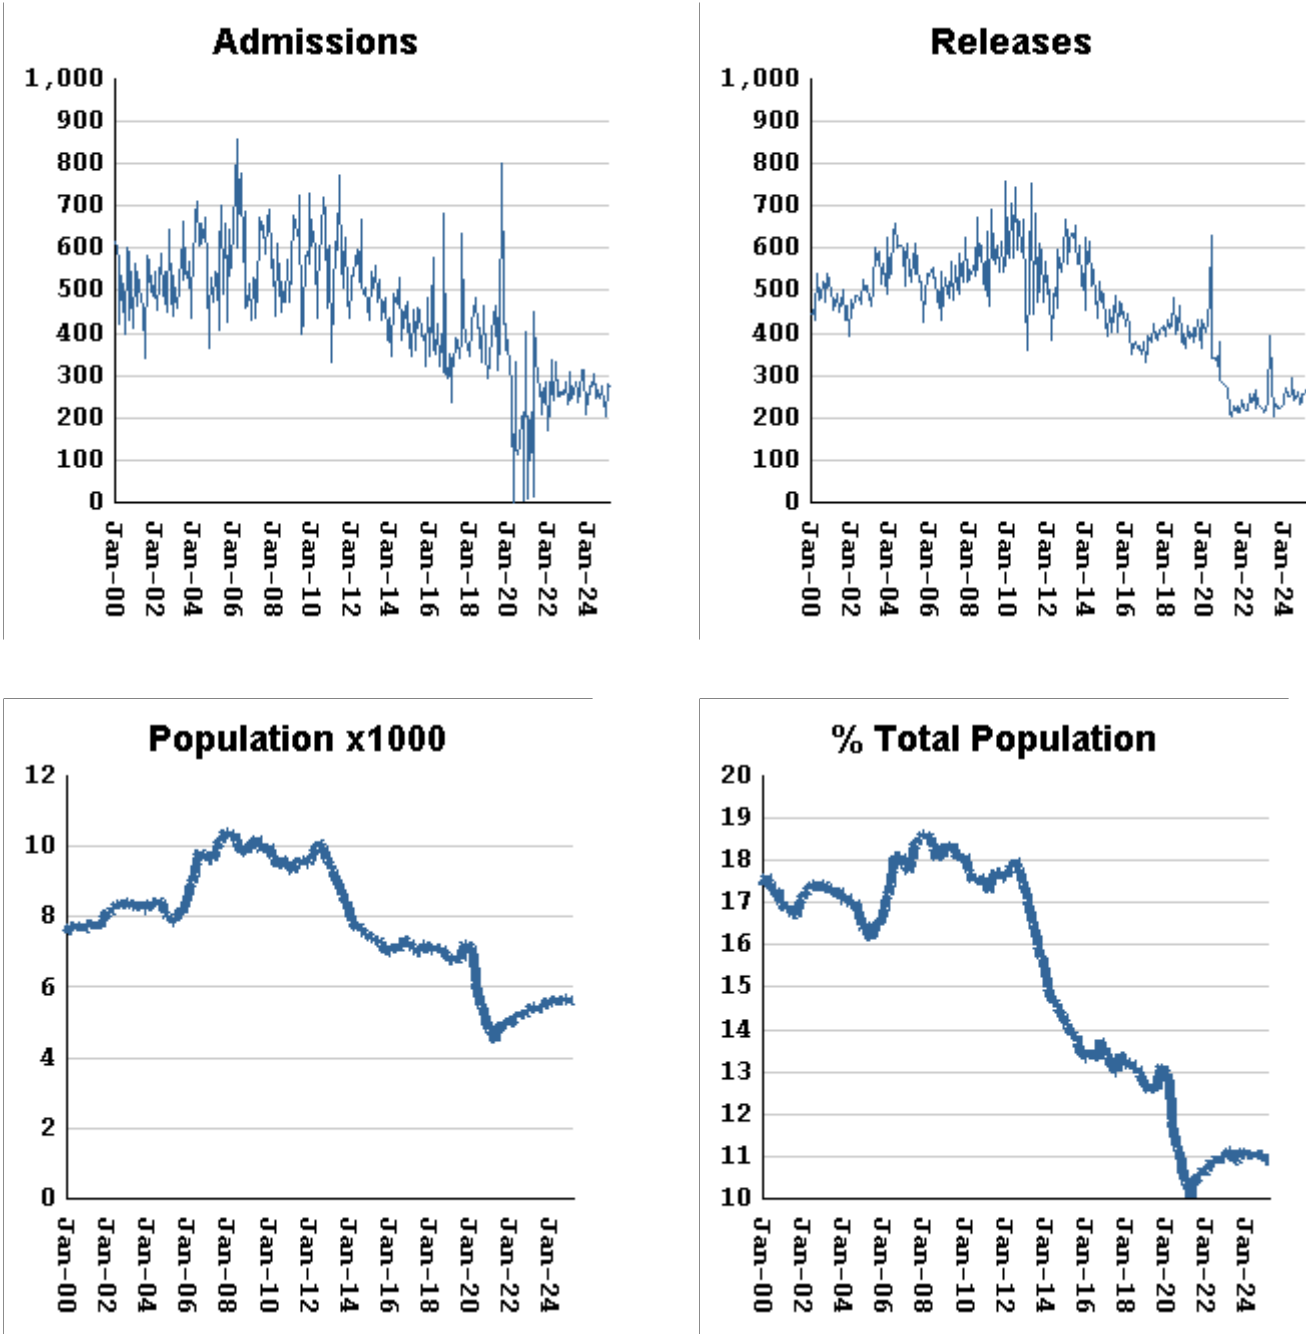 Admissions
1,000
900
800
700
600
500
400
300
200
100
0
Jan-00
Jan-02
Jan-04
Jan-06
Jan-08
Jan-10
Jan-12
Jan-14
Jan-16
Jan-18
Jan-20
Jan-22
Jan-24
Releases
1,000
900
800
700
600
500
400
300
200
100
0
Jan-00
Jan-02
Jan-04
Jan-06
Jan-08
Jan-10
Jan-12
Jan-14
Jan-16
Jan-18
Jan-20
Jan-22
Jan-24
Population x1000
12
10
8
6
4
2
0
Jan-00
Jan-02
Jan-04
Jan-06
Jan-08
Jan-10
Jan-12
Jan-14
Jan-16
Jan-18
Jan-20
Jan-22
Jan-24
% Total Population
20
19
18
17
16
15
14
13
12
11
10
Jan-00
Jan-02
Jan-04
Jan-06
Jan-08
Jan-10
Jan-12
Jan-14
Jan-16
Jan-18
Jan-20
Jan-22
Jan-24